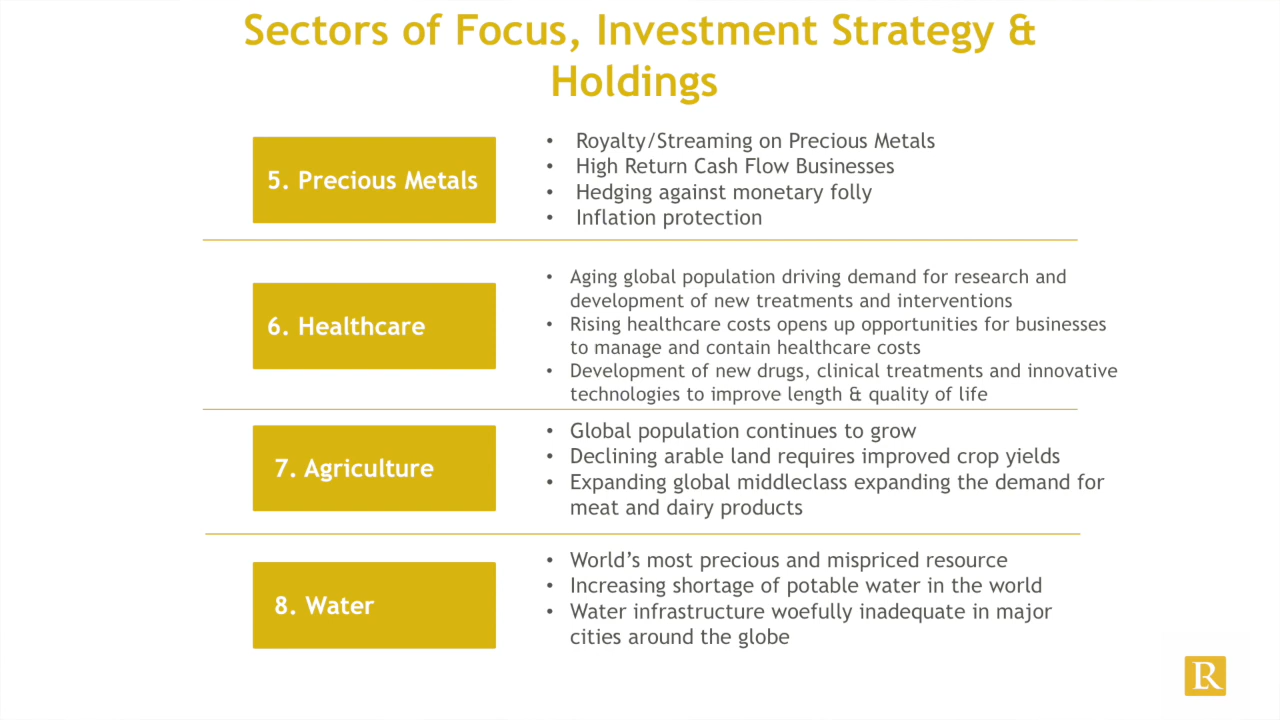 Sectors of Focus, Investment Strategy &
Holdings
5. Precious Metals
• Royalty/Streaming on Precious Metals
• High Return Cash Flow Businesses
• Hedging against monetary folly
• Inflation protection
6. Healthcare
• Aging global population driving demand for research and
development of new treatments and interventions
• Rising healthcare costs opens up opportunities for businesses
to manage and contain healthcare costs
• Development of new drugs, clinical treatments and innovative
technologies to improve length & quality of life
7. Agriculture
• Global population continues to grow
• Declining arable land requires improved crop yields
• Expanding global middleclass expanding the demand for
meat and dairy products
8. Water
• World’s most precious and mispriced resource
• Increasing shortage of potable water in the world
• Water infrastructure woefully inadequate in major
cities around the globe
R